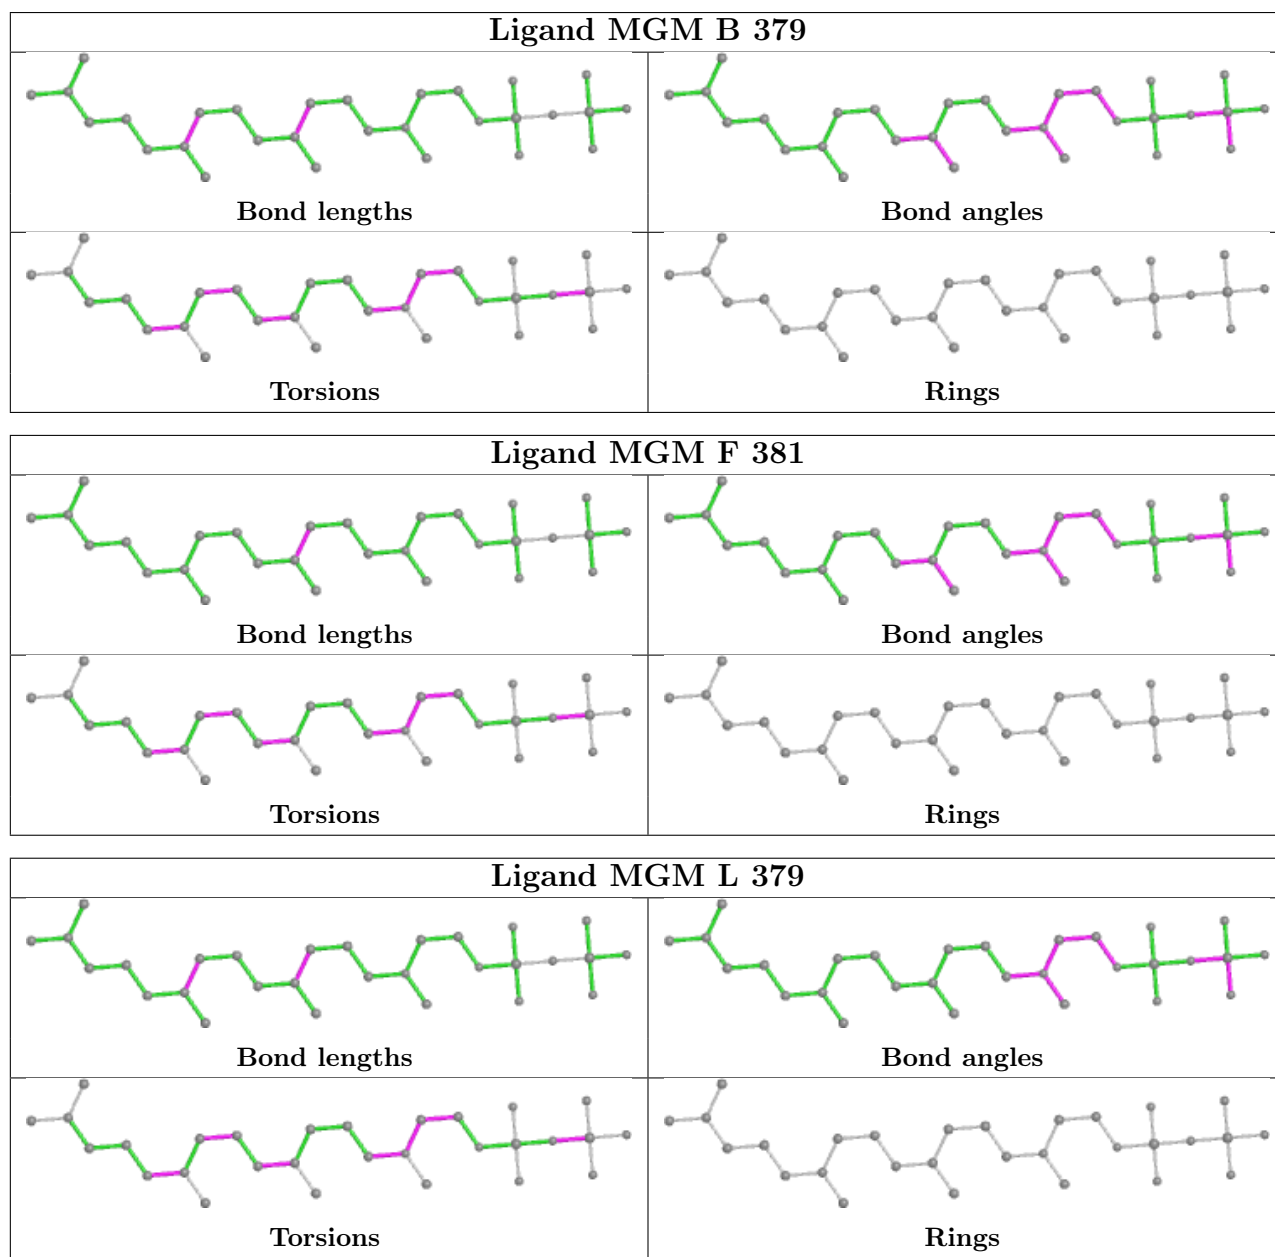 Ligand MGM B 379
Bond lengths
Bond angles
Torsions
Rings
Ligand MGM F 381
Bond lengths
Bond angles
Torsions
Rings
Ligand MGM L 379
Bond lengths
Bond angles
Torsions
Rings